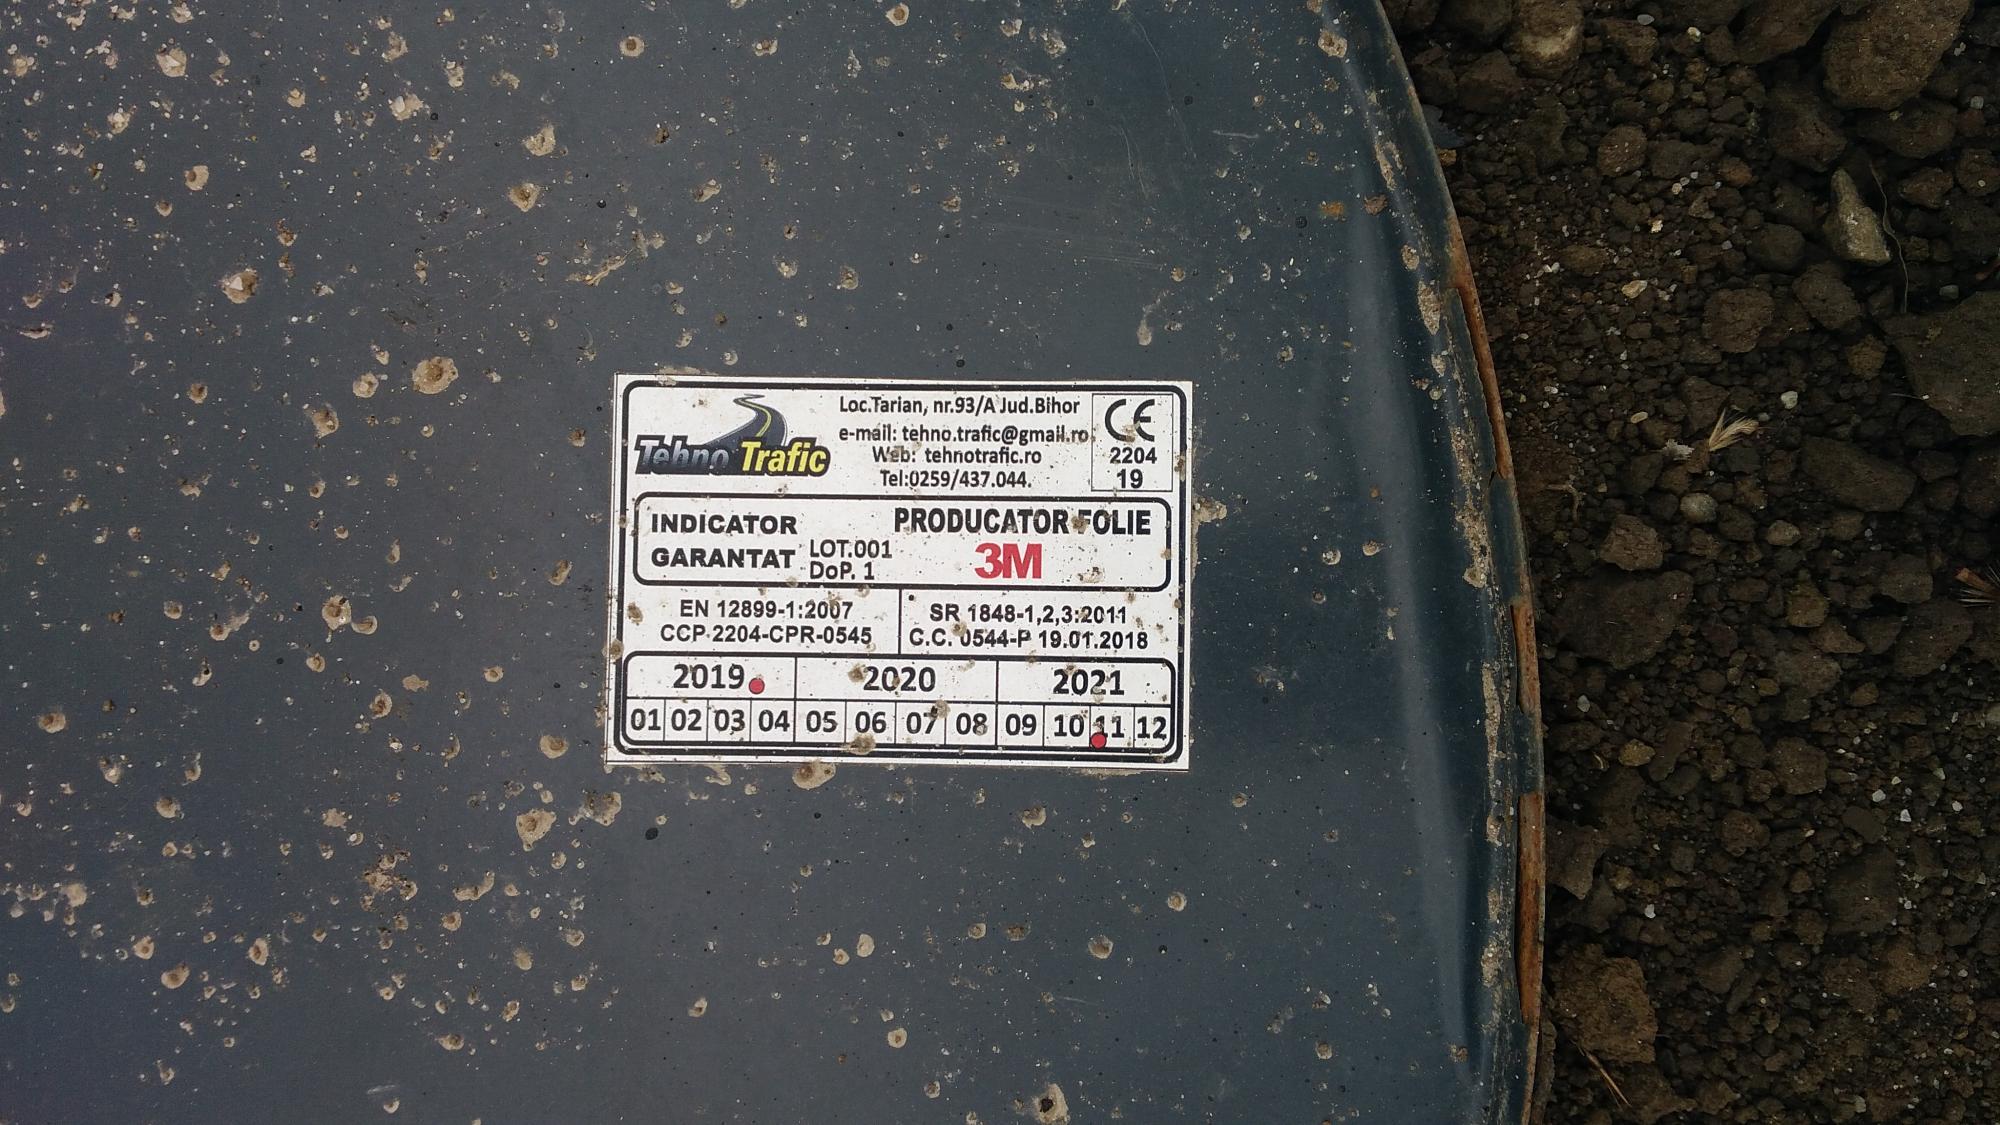 Tehno Trafic
Loc.Tarian, nr.93/A Jud.Bihor
e-mail: tehno.trafic@gmail.ro
Web: tehnotrafic.ro
Tel:0259/437.044.
CE
2204
19
INDICATOR
GARANTAT
LOT.001
DoP. 1
PRODUCATOR FOLIE
3M
EN 12899-1:2007
CCP 2204-CPR-0545
SR 1848-1,2,3:2011
C.C. 0544-P 19.01.2018
2019 2020 2021
01 02 03 04 05 06 07 08 09 10 11 12